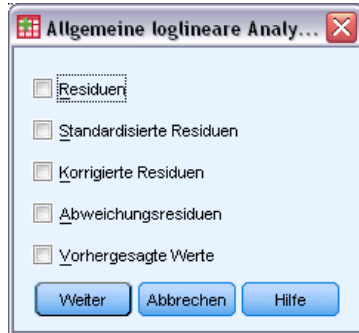 Allgemeine loglineare Analy...
Residuen
Standardisierte Residuen
Korrigierte Residuen
Abweichungsresiduen
Vorhergesagte Werte
Weiter Abbrechen Hilfe